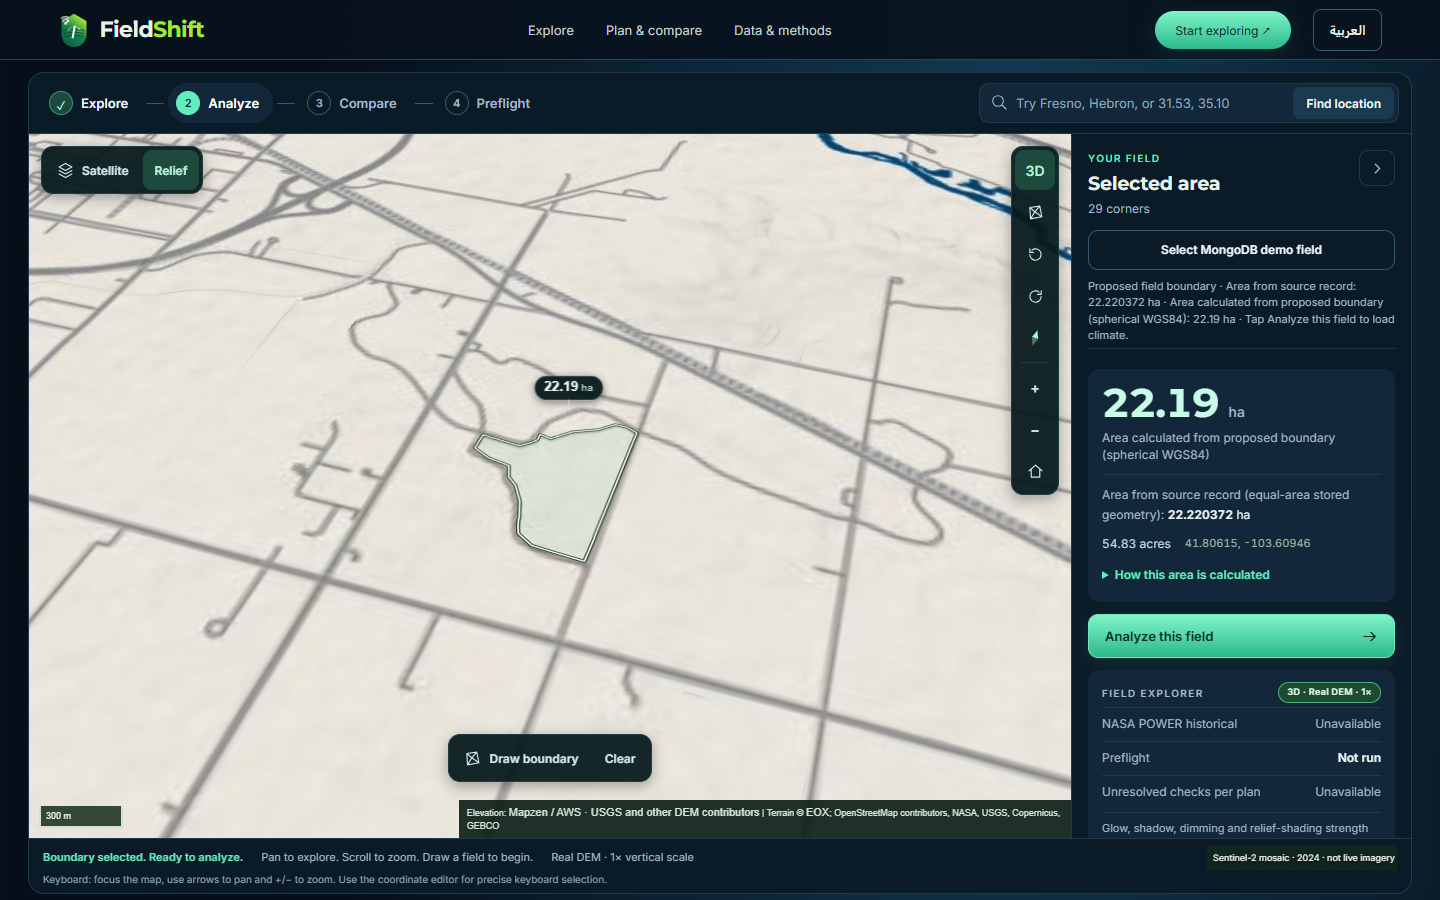 FieldShift
Explore
Plan & compare
Data & methods
Start exploring ↗
العربية
✓ Explore
2 Analyze
3 Compare
4 Preflight
Try Fresno, Hebron, or 31.53, 35.10
Find location
Satellite
Relief
3D
+
−
22.19 ha
Draw boundary
Clear
300 m
Elevation: Mapzen / AWS · USGS and other DEM contributors | Terrain © EOX; OpenStreetMap contributors, NASA, USGS, Copernicus,
GEBCO
YOUR FIELD
Selected area
29 corners
Select MongoDB demo field
Proposed field boundary · Area from source record:
22.220372 ha · Area calculated from proposed boundary
(spherical WGS84): 22.19 ha · Tap Analyze this field to load
climate.
22.19 ha
Area calculated from proposed boundary
(spherical WGS84)
Area from source record (equal-area stored
geometry): 22.220372 ha
54.83 acres 41.80615, -103.60946
▶ How this area is calculated
Analyze this field →
FIELD EXPLORER
3D · Real DEM · 1×
NASA POWER historical Unavailable
Preflight Not run
Unresolved checks per plan Unavailable
Glow, shadow, dimming and relief-shading strength
Boundary selected. Ready to analyze.
Pan to explore. Scroll to zoom. Draw a field to begin.
Real DEM · 1× vertical scale
Sentinel-2 mosaic · 2024 · not live imagery
Keyboard: focus the map, use arrows to pan and +/− to zoom. Use the coordinate editor for precise keyboard selection.